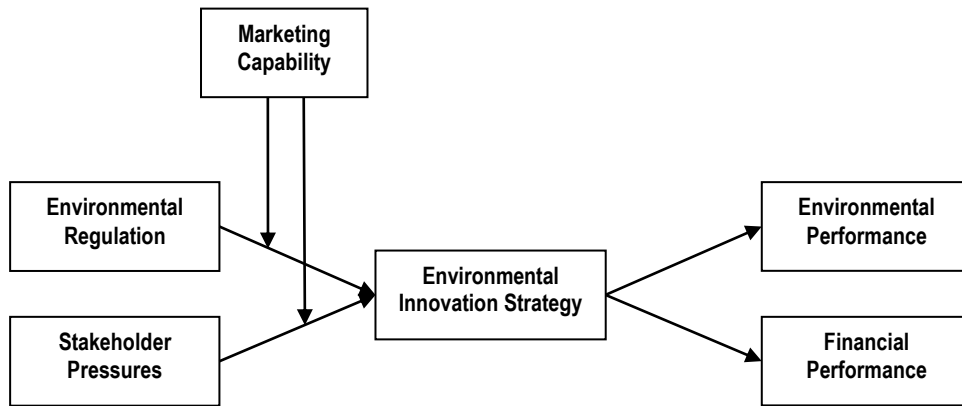 Marketing
Capability
Environmental
Regulation
Environmental
Performance
Environmental
Innovation Strategy
Stakeholder
Pressures
Financial
Performance